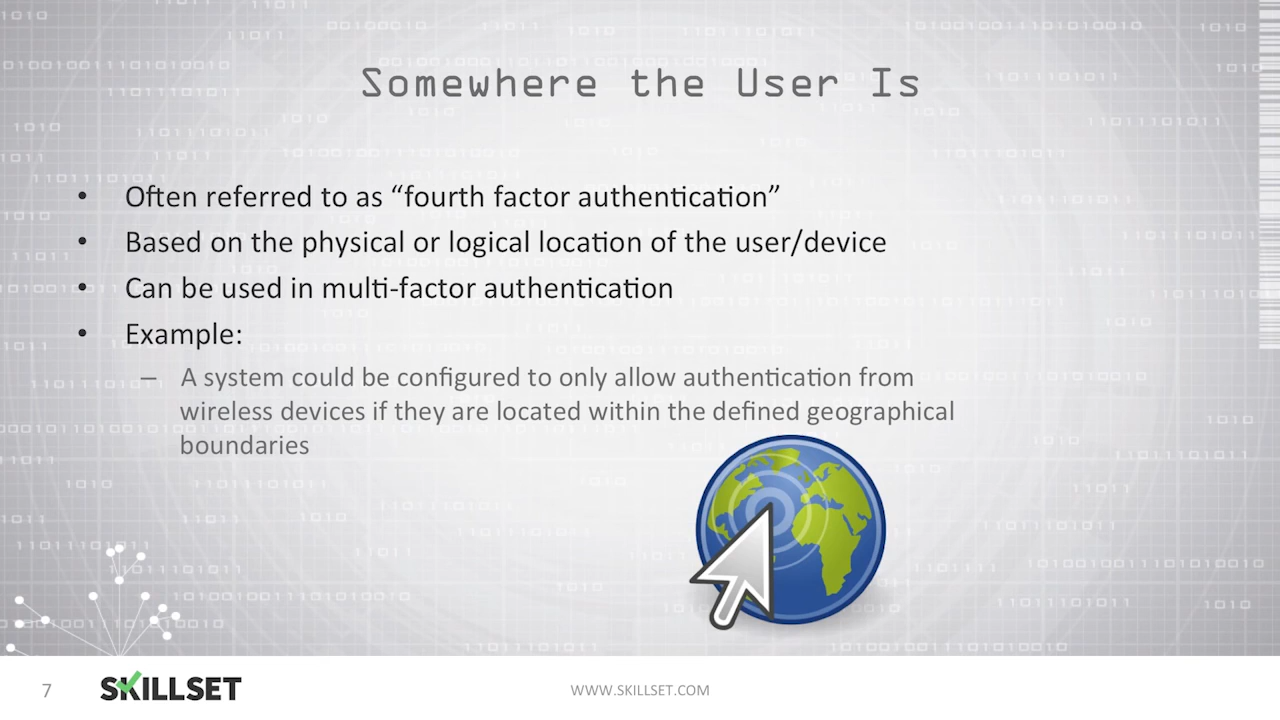 Somewhere the User Is
• Often referred to as “fourth factor authentication”
• Based on the physical or logical location of the user/device
• Can be used in multi-factor authentication
• Example:
– A system could be configured to only allow authentication from
wireless devices if they are located within the defined geographical
boundaries
7
SKILLSET
WWW.SKILLSET.COM